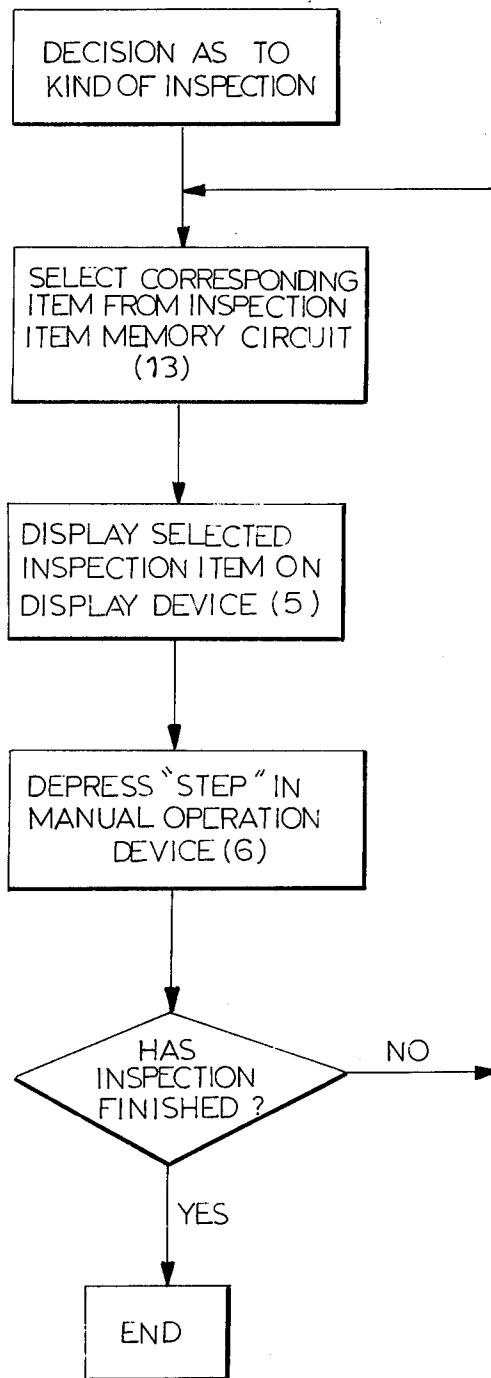 DECISION AS TO
KIND OF INSPECTION
SELECT CORRESPONDING
ITEM FROM INSPECTION
ITEM MEMORY CIRCUIT
(13)
DISPLAY SELECTED
INSPECTION ITEM ON
DISPLAY DEVICE (5)
DEPRESS "STEP" IN
MANUAL OPERATION
DEVICE (6)
HAS
INSPECTION
FINISHED ?
NO
YES
END